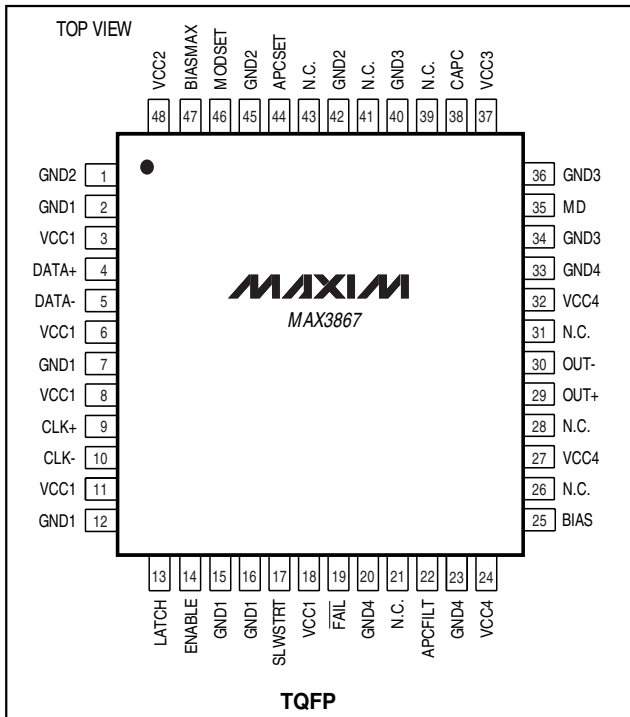 TOP VIEW
VCC2
BIASMAX
MODSET
GND2
APCSET
N.C.
GND2
N.C.
GND3
N.C.
CAPC
VCC3
48 47 46 45 44 43 42 41 40 39 38 37
GND2 1
GND1 2
VCC1 3
DATA+ 4
DATA- 5
VCC1 6
GND1 7
VCC1 8
CLK+ 9
CLK- 10
VCC1 11
GND1 12
MAXIM
MAX3867
36 GND3
35 MD
34 GND3
33 GND4
32 VCC4
31 N.C.
30 OUT-
29 OUT+
28 N.C.
27 VCC4
26 N.C.
25 BIAS
13 14 15 16 17 18 19 20 21 22 23 24
LATCH
ENABLE
GND1
GND1
SLWSTRT
VCC1
FAIL
GND4
N.C.
APCFILT
GND4
VCC4
TQFP